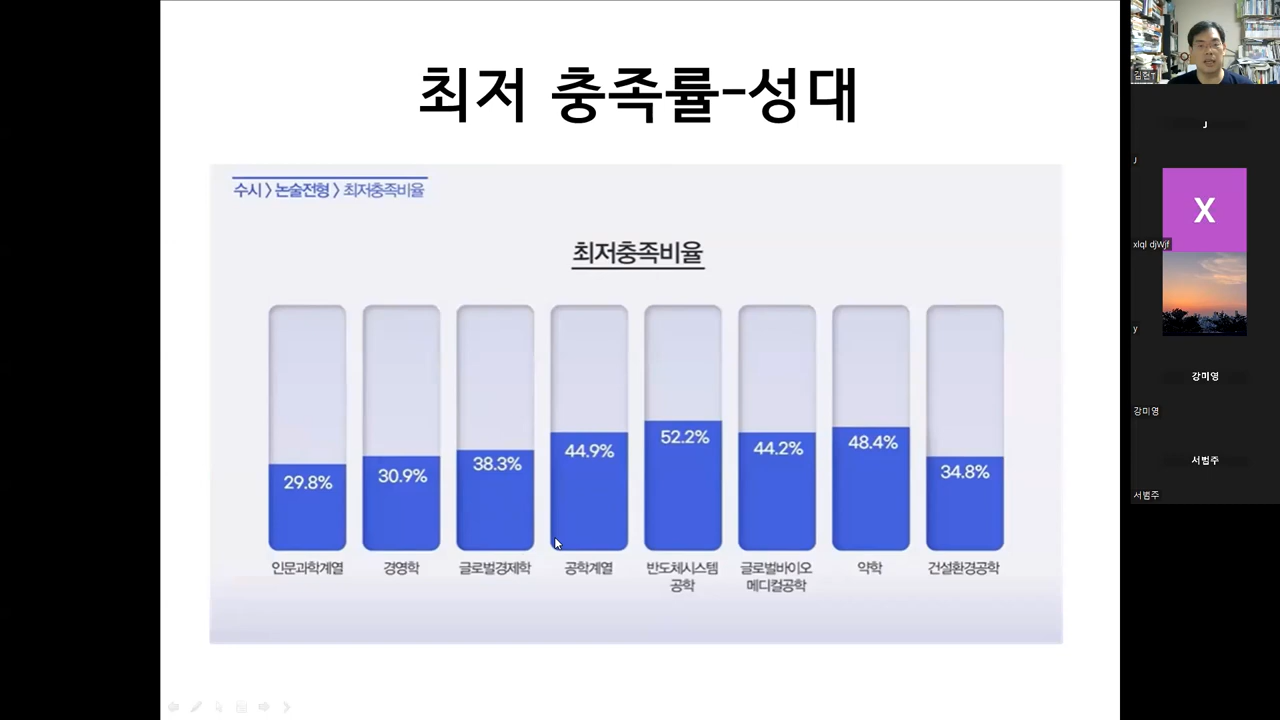 최저 충족률-성대
수시 > 논술전형 > 최저충족비율
최저충족비율
29.8%
30.9%
38.3%
44.9%
52.2%
44.2%
48.4%
34.8%
인문과학계열
경영학
글로벌경제학
공학계열
반도체시스템
공학
글로벌바이오
메디컬공학
약학
건설환경공학
J
J
X
xlql djWjf
y
강미영
강미영
서범주
서범주